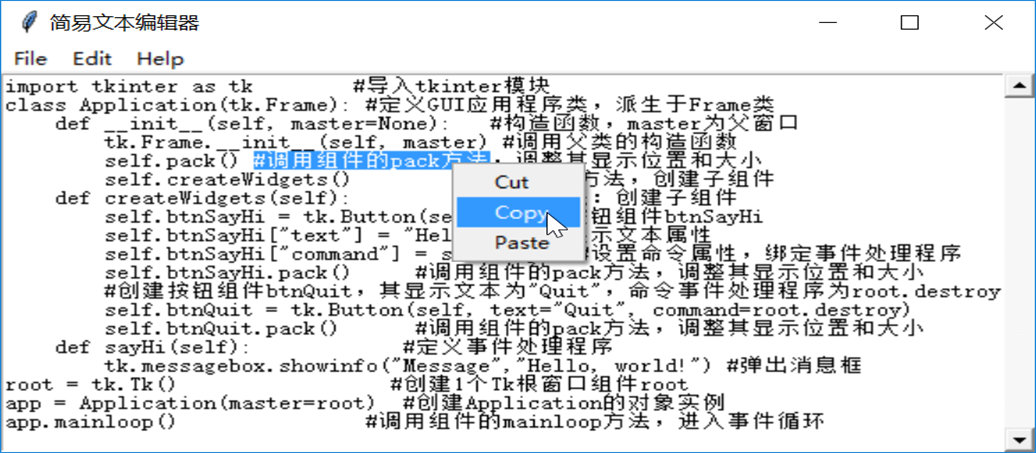 简易文本编辑器
File Edit Help
import tkinter as tk #导入tkinter模块
class Application(tk.Frame): #定义GUI应用程序类，派生于Frame类
def __init__(self, master=None): #构造函数，master为父窗口
tk.Frame.__init__(self, master) #调用父类的构造函数
self.pack() #调用组件的pack方法，调整其显示位置和大小
self.createWidgets() 方法，创建子组件
def createWidgets(self): ：创建子组件
self.btnSayHi = tk.Button(se 钮组件btnSayHi
self.btnSayHi["text"] = "Hel 示文本属性
self.btnSayHi["command"] = s #设置命令属性，绑定事件处理程序
self.btnSayHi.pack() #调用组件的pack方法，调整其显示位置和大小
#创建按钮组件btnQuit，其显示文本为"Quit"，命令事件处理程序为root.destroy
self.btnQuit = tk.Button(self, text="Quit", command=root.destroy)
self.btnQuit.pack() #调用组件的pack方法，调整其显示位置和大小
def sayHi(self): #定义事件处理程序
tk.messagebox.showinfo("Message","Hello, world!") #弹出消息框
root = tk.Tk() #创建1个Tk根窗口组件root
app = Application(master=root) #创建Application的对象实例
app.mainloop() #调用组件的mainloop方法，进入事件循环
Cut
Copy
Paste